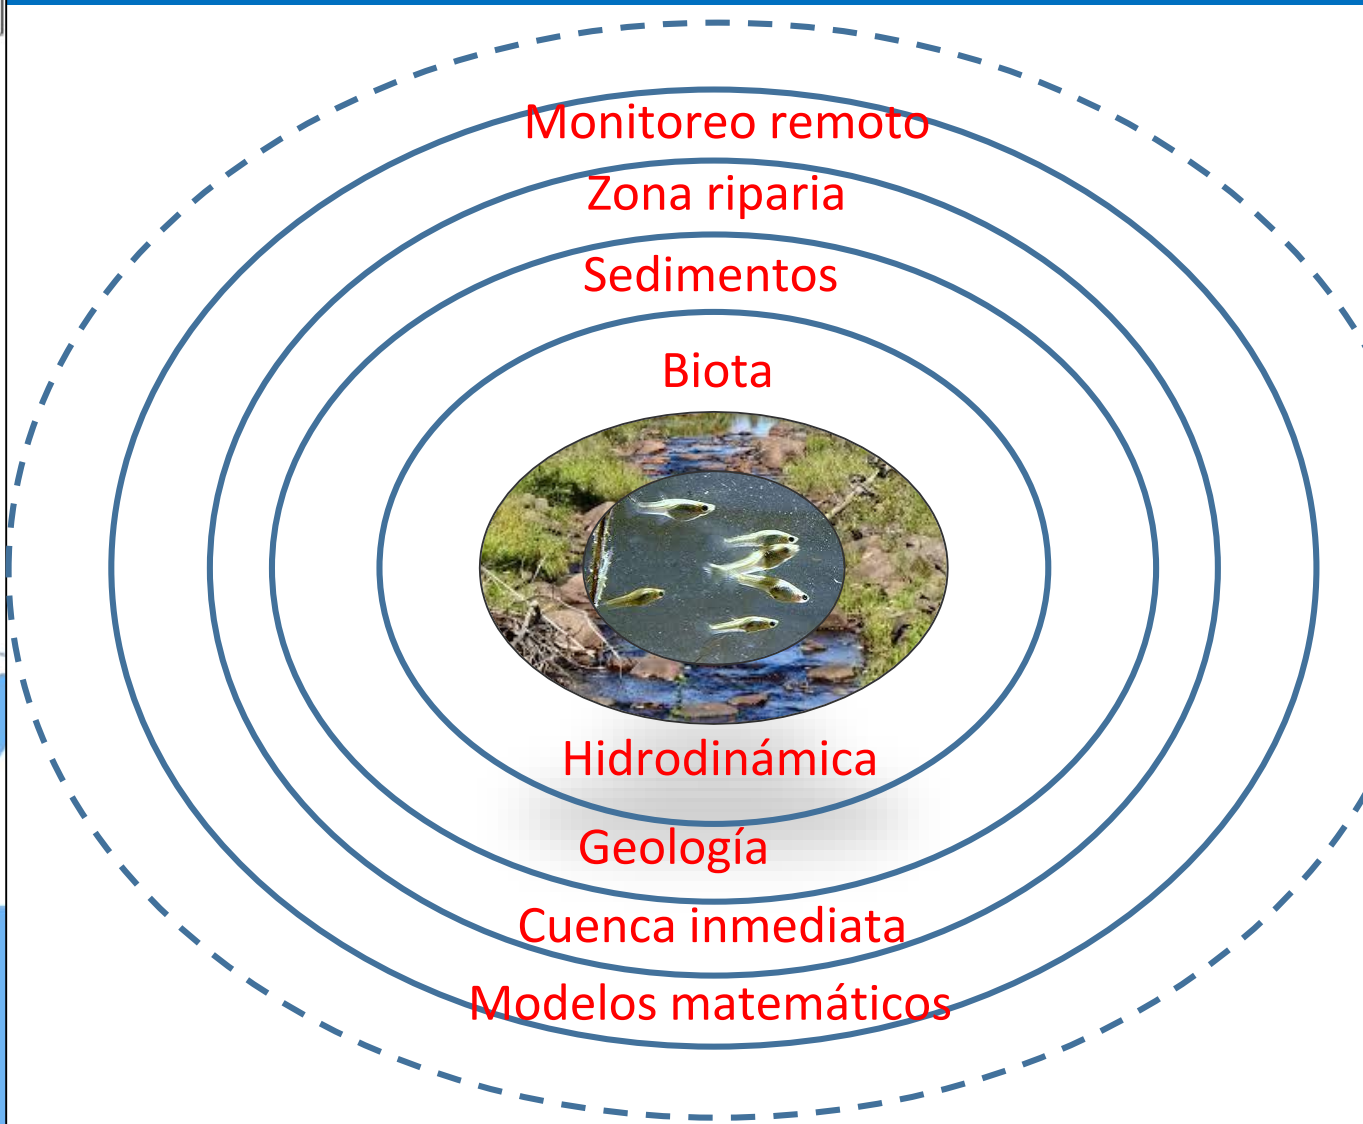 Monitoreo remoto
Zona riparia
Sedimentos
Biota
Hidrodinámica
Geología
Cuenca inmediata
Modelos matemáticos